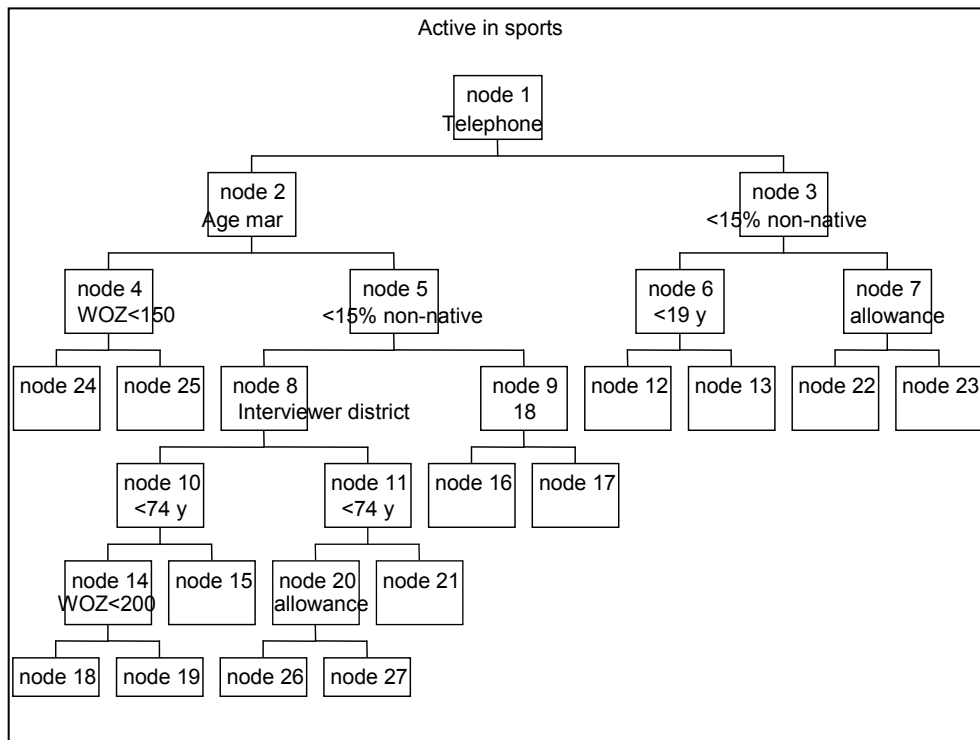 Active in sports
node 1
Telephone
node 2
Age mar
node 3
<15% non-native
node 4
WOZ<150
node 5
<15% non-native
node 6
<19 y
node 7
allowance
node 24
node 25
node 8
Interviewer district
node 9
18
node 12
node 13
node 22
node 23
node 10
<74 y
node 11
<74 y
node 16
node 17
node 14
WOZ<200
node 15
node 20
allowance
node 21
node 18
node 19
node 26
node 27